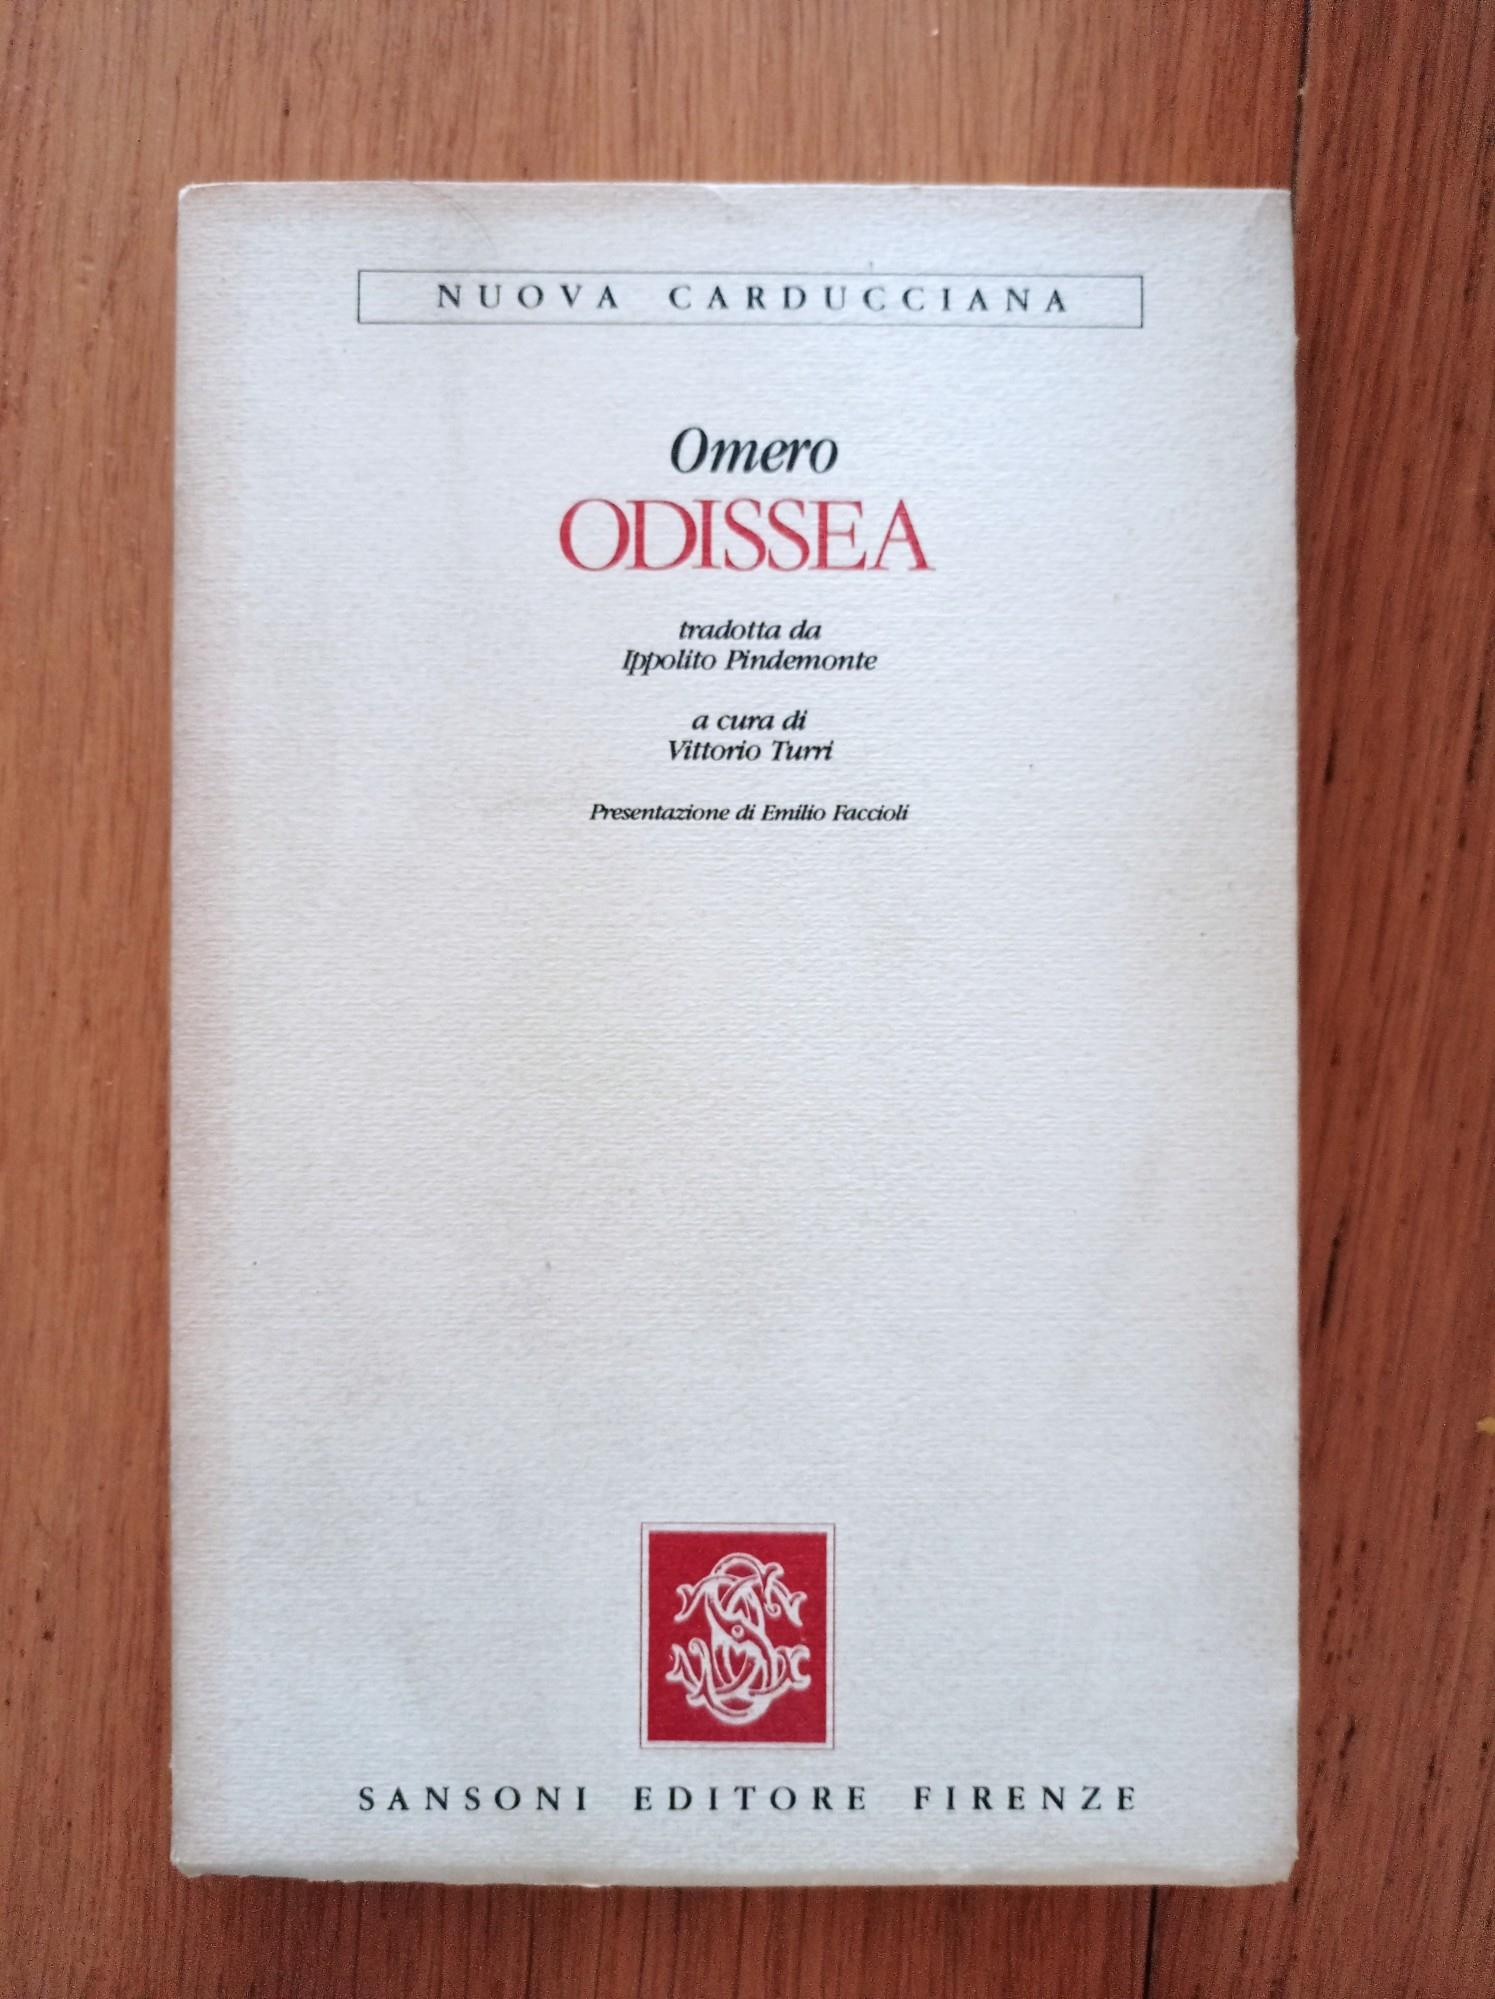 NUOVA CARDUCCIANA
Omero
ODISSEA
tradotta da
Ippolito Pindemonte
a cura di
Vittorio Turri
Presentazione di Emilio Faccioli
SANSONI EDITORE FIRENZE